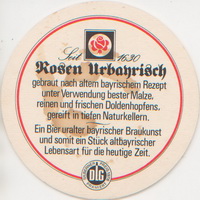 Seit 1630
Rosen Urbayrisch
gebraut nach altem bayrischem Rezept
unter Verwendung bester Malze,
reinen und frischen Doldenhopfens,
gereift in tiefen Naturkellern.
Ein Bier uralter bayrischer Braukunst
und somit ein Stück altbayrischer
Lebensart für die heutige Zeit.
DLG